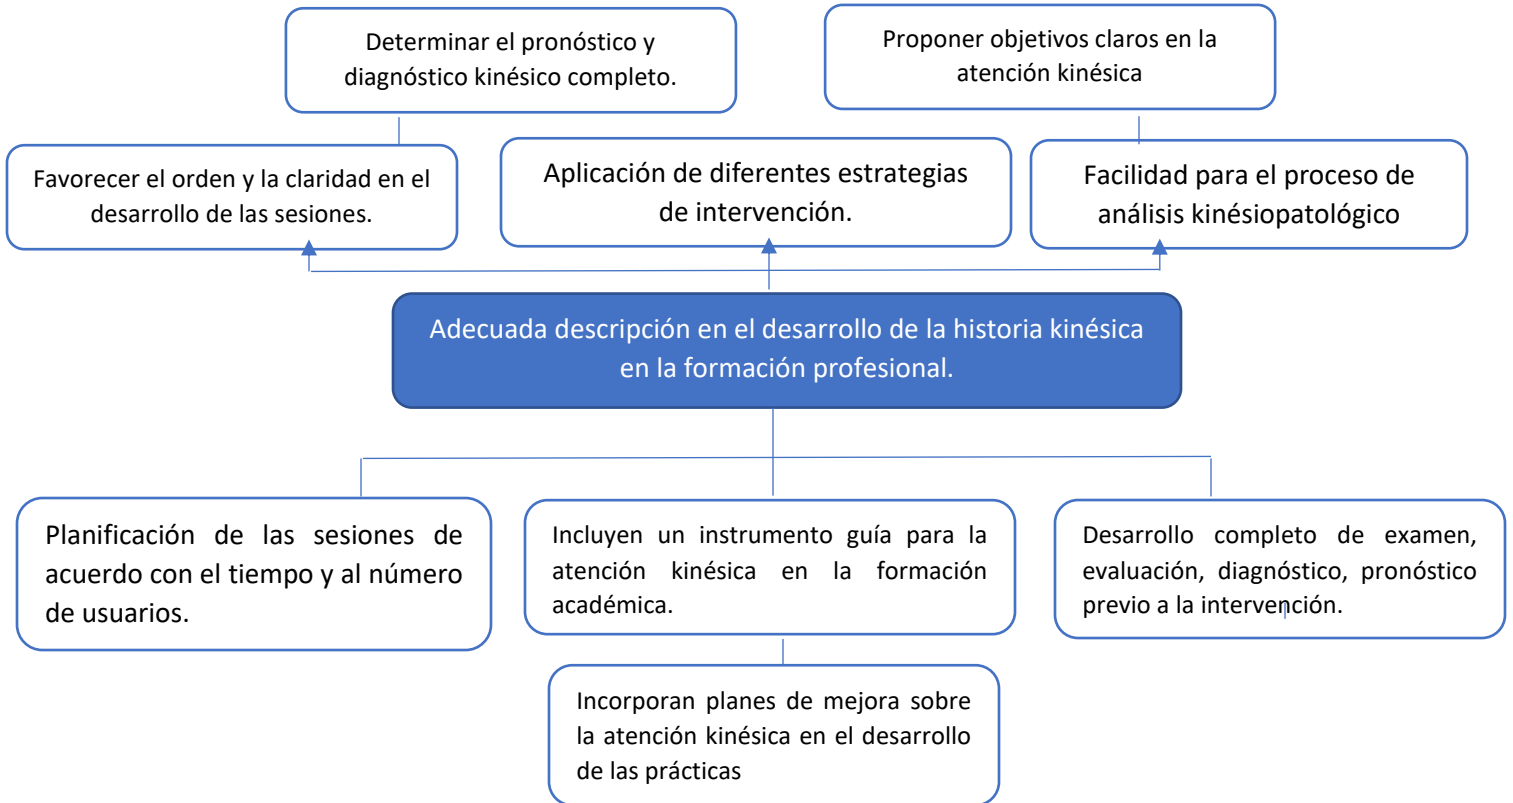 Determinar el pronóstico y
diagnóstico kinésico completo.
Proponer objetivos claros en la
atención kinésica
Favorecer el orden y la claridad en el
desarrollo de las sesiones.
Aplicación de diferentes estrategias
de intervención.
Facilidad para el proceso de
análisis kinésiopatológico
Adecuada descripción en el desarrollo de la historia kinésica
en la formación profesional.
Planificación de las sesiones de
acuerdo con el tiempo y al número
de usuarios.
Incluyen un instrumento guía para la
atención kinésica en la formación
académica.
Desarrollo completo de examen,
evaluación, diagnóstico, pronóstico
previo a la intervención.
Incorporan planes de mejora sobre
la atención kinésica en el desarrollo
de las prácticas